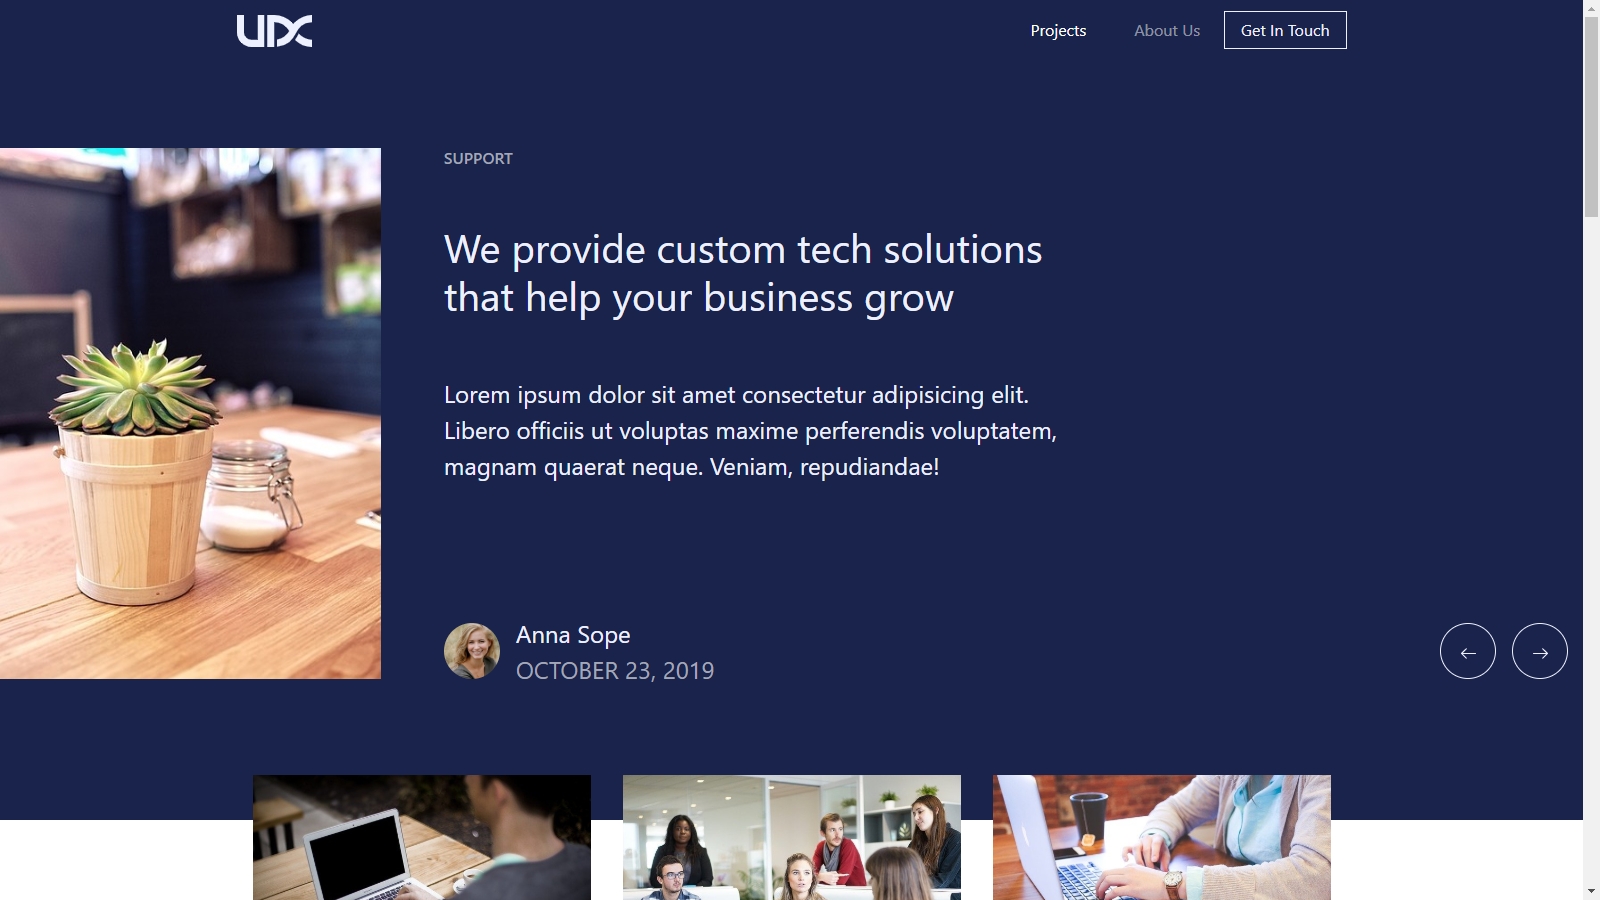 UIX
Projects
About Us
Get In Touch
SUPPORT
We provide custom tech solutions
that help your business grow
Lorem ipsum dolor sit amet consectetur adipisicing elit.
Libero officiis ut voluptas maxime perferendis voluptatem,
magnam quaerat neque. Veniam, repudiandae!
Anna Sope
OCTOBER 23, 2019